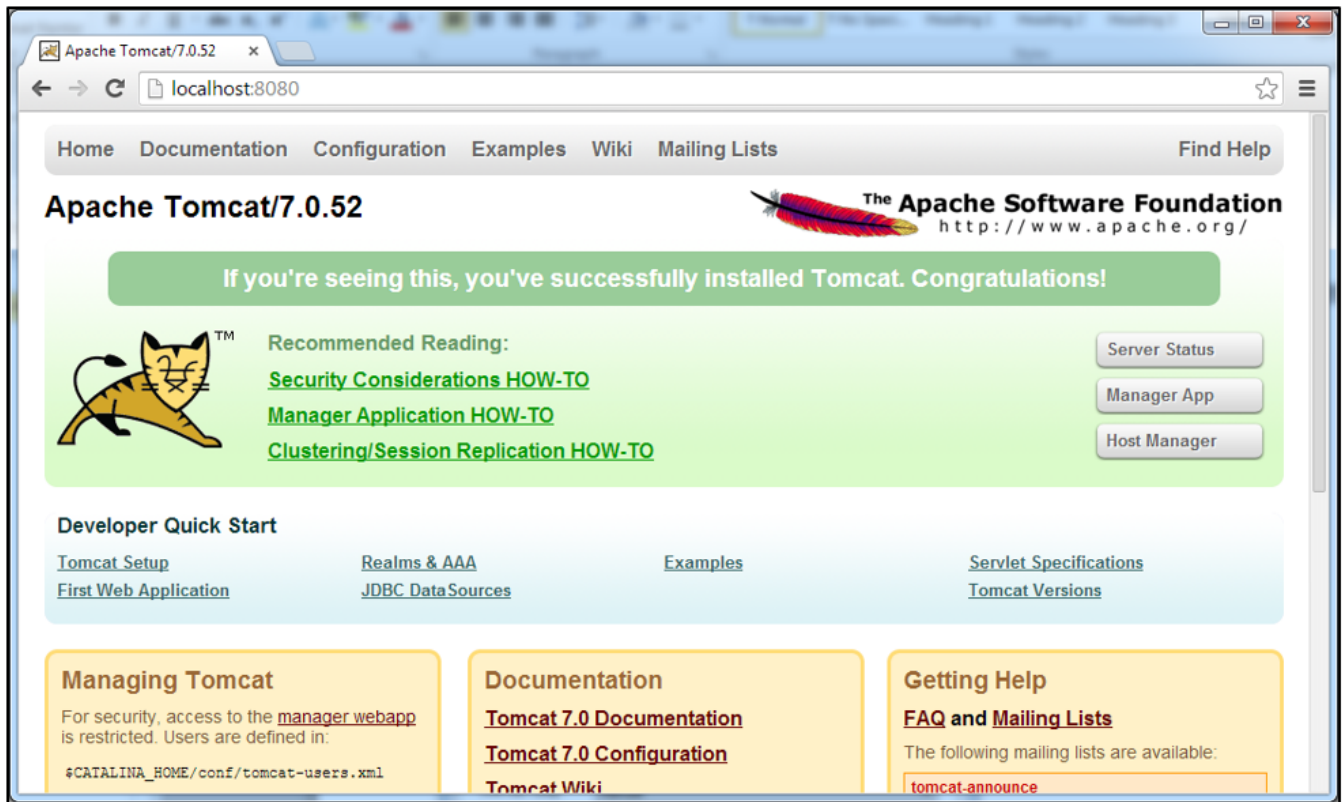 Apache Tomcat/7.0.52
localhost:8080
Home Documentation Configuration Examples Wiki Mailing Lists Find Help
Apache Tomcat/7.0.52
The Apache Software Foundation
http://www.apache.org/
If you're seeing this, you've successfully installed Tomcat. Congratulations!
TM
Recommended Reading:
Security Considerations HOW-TO
Manager Application HOW-TO
Clustering/Session Replication HOW-TO
Server Status
Manager App
Host Manager
Developer Quick Start
Tomcat Setup
First Web Application
Realms & AAA
JDBC DataSources
Examples
Servlet Specifications
Tomcat Versions
Managing Tomcat
For security, access to the manager webapp
is restricted. Users are defined in:
$CATALINA_HOME/conf/tomcat-users.xml
Documentation
Tomcat 7.0 Documentation
Tomcat 7.0 Configuration
Tomcat Wiki
Getting Help
FAQ and Mailing Lists
The following mailing lists are available:
tomcat-announce